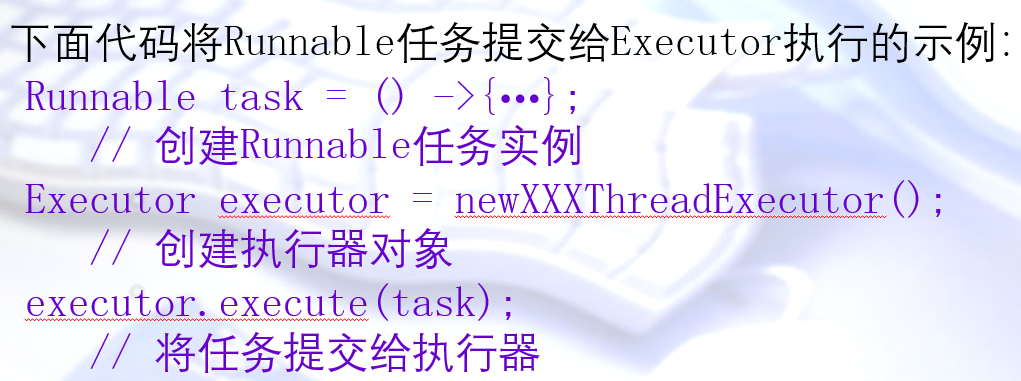 下面代码将Runnable任务提交给Executor执行的示例:
Runnable task = () ->{…};
// 创建Runnable任务实例
Executor executor = newXXXThreadExecutor();
// 创建执行器对象
executor.execute(task);
// 将任务提交给执行器